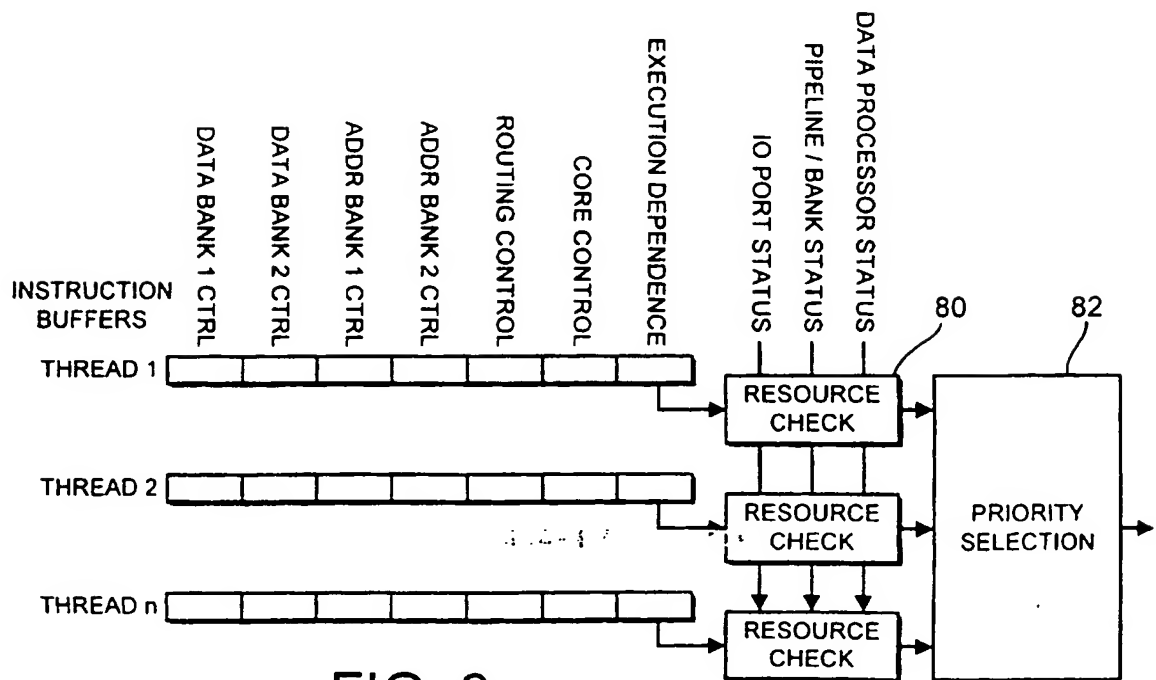 DATA BANK 1 CTRL
DATA BANK 2 CTRL
ADDR BANK 1 CTRL
ADDR BANK 2 CTRL
ROUTING CONTROL
CORE CONTROL
EXECUTION DEPENDENCE
IO PORT STATUS
PIPELINE / BANK STATUS
DATA PROCESSOR STATUS
80
82
INSTRUCTION
BUFFERS
THREAD 1
RESOURCE
CHECK
THREAD 2
RESOURCE
CHECK
PRIORITY
SELECTION
THREAD n
RESOURCE
CHECK